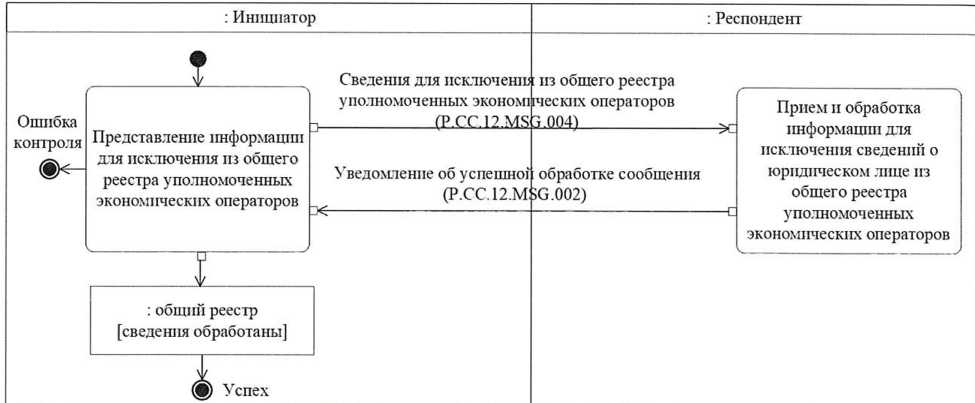 : Инициатор
: Респондент
Сведения для исключения из общего реестра
уполномоченных экономических операторов
(P.CC.12.MSG.004)
Ошибка
контроля
Представление информации
для исключения из общего
реестра уполномоченных
экономических операторов
Прием и обработка
информации для
исключения сведений о
юридическом лице из
общего реестра
уполномоченных
экономических операторов
Уведомление об успешной обработке сообщения
(P.CC.12.MSG.002)
: общий реестр
[сведения обработаны]
Успех